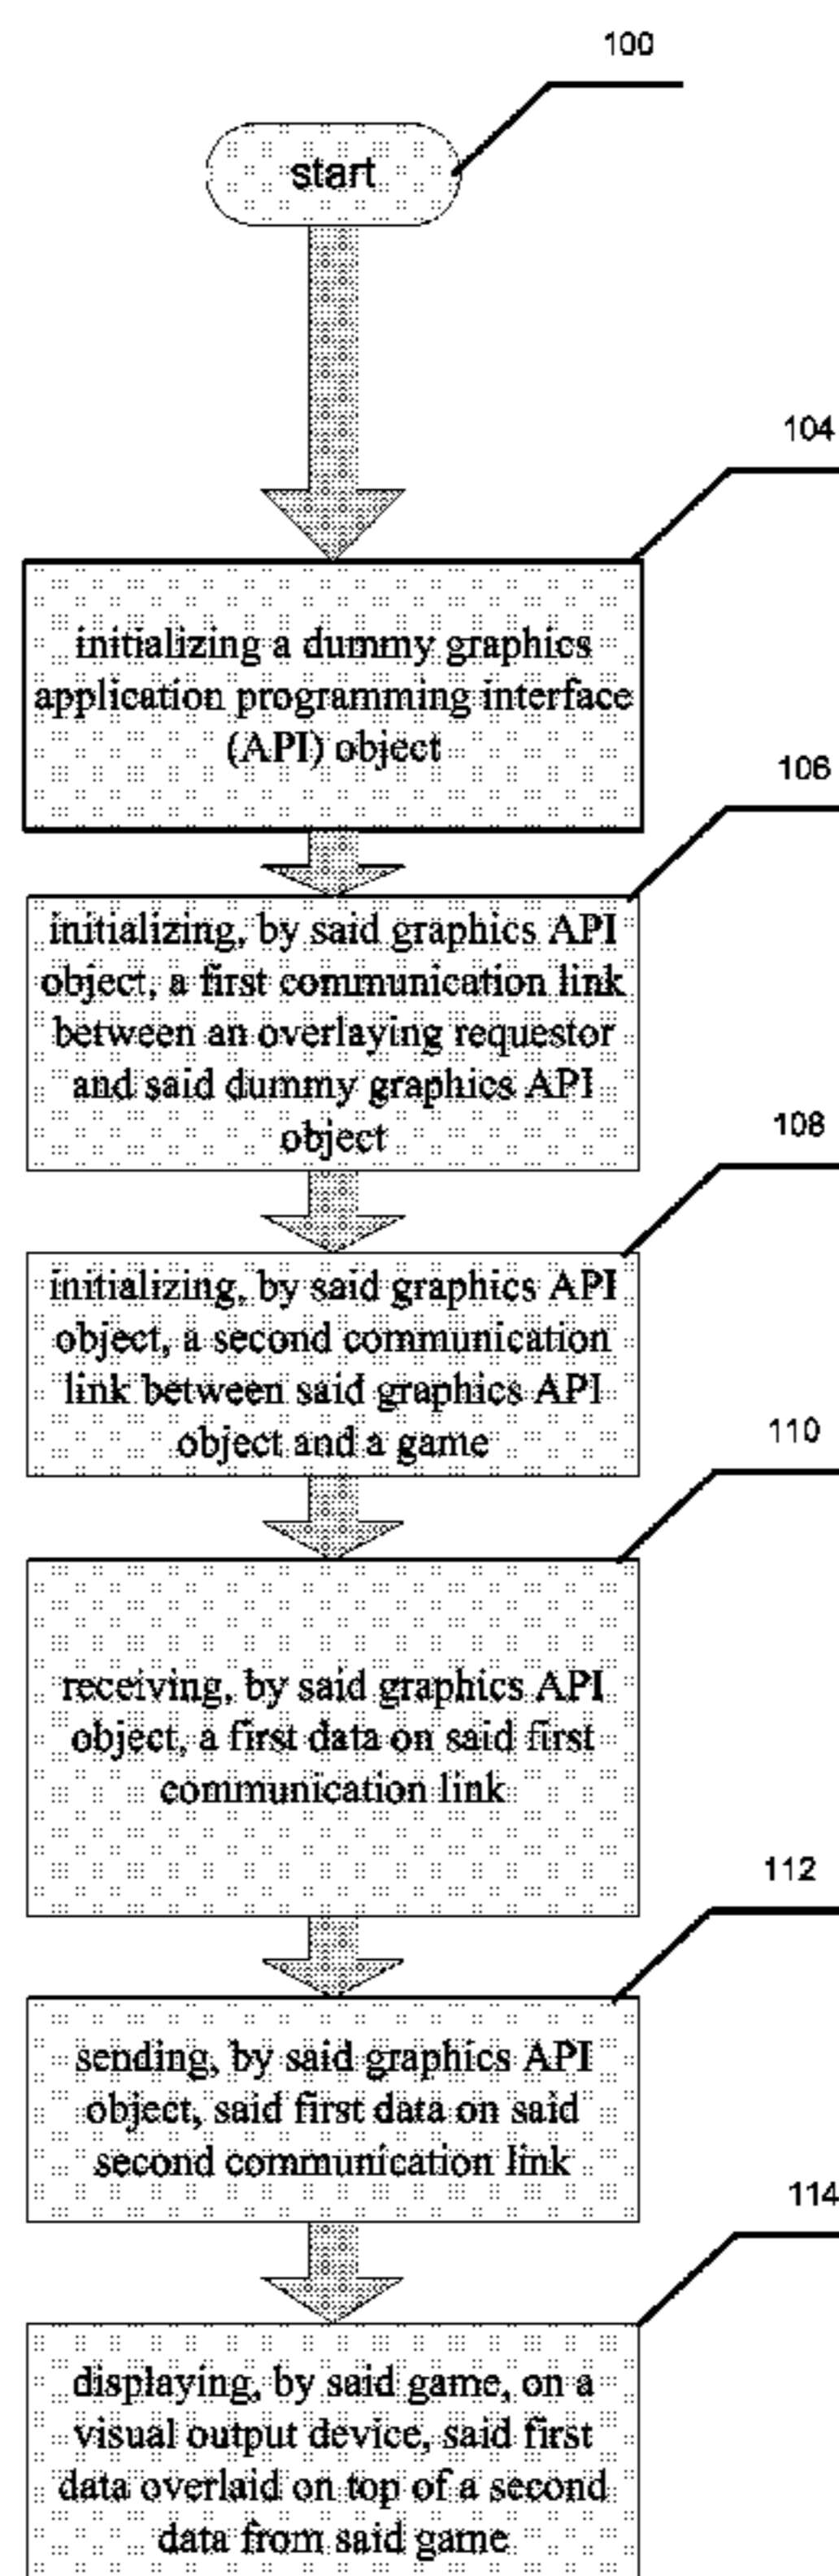 100
start
104
initializing a dummy graphics
application programming interface
(API) object
106
initializing, by said graphics API
object, a first communication link
between an overlaying requestor
and said dummy graphics API
object
108
initializing, by said graphics API
object, a second communication
link between said graphics API
object and a game
110
receiving, by said graphics API
object, a first data on said first
communication link
112
sending, by said graphics API
object, said first data on said
second communication link
114
displaying, by said game, on a
visual output device, said first
data overlaid on top of a second
data from said game